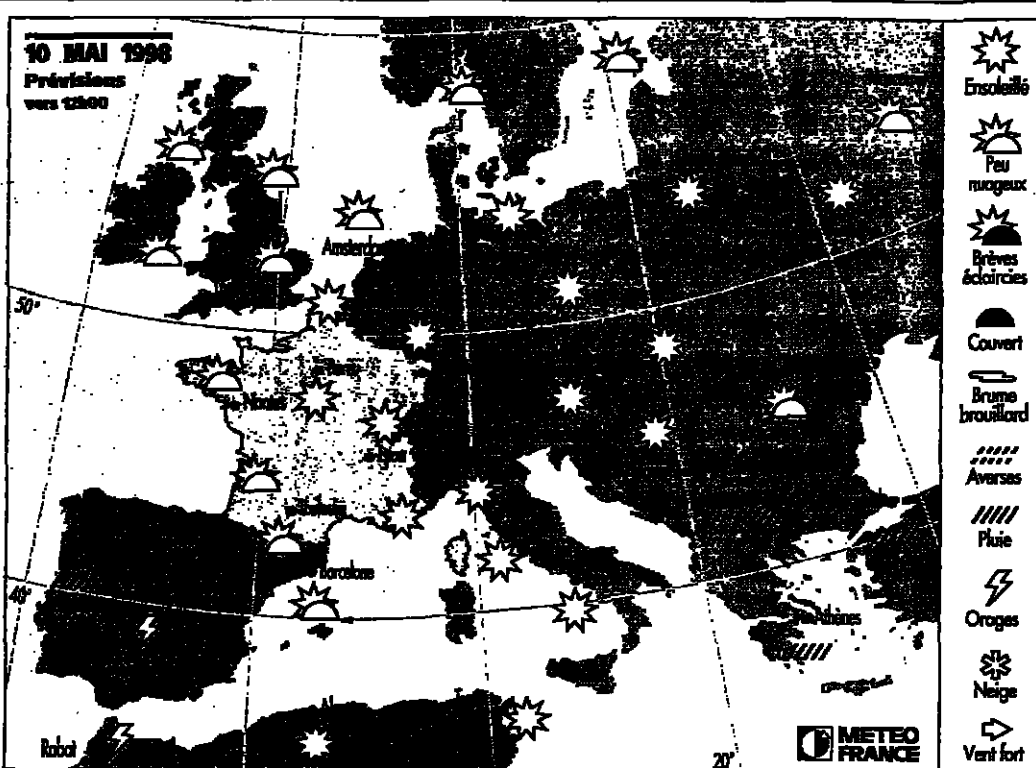 10 MAI 1998
Prévisions
vers 12h00
Amsterdam
50°
Nantes
Barcelone
40°
Athènes
Rabat
20°
METEO
FRANCE
Ensoleillé
Peu
nuageux
Brèves
éclaircies
Couvert
Brume
brouillard
Averses
Pluie
Orages
Neige
Vent fort